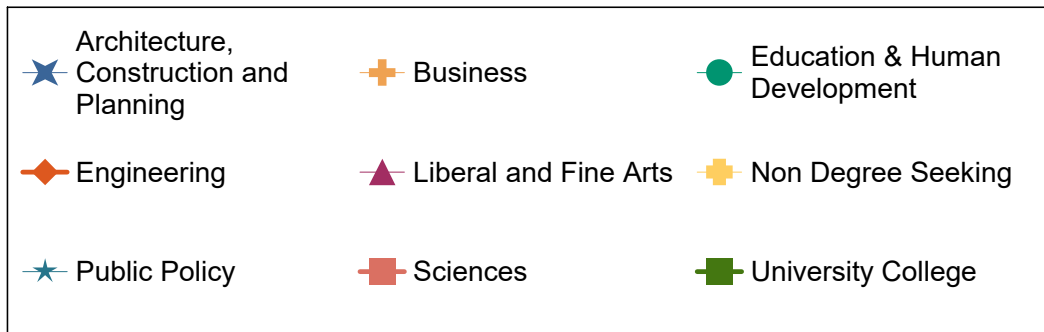 Architecture,
Construction and
Planning
Business
Education & Human
Development
Engineering
Liberal and Fine Arts
Non Degree Seeking
Public Policy
Sciences
University College